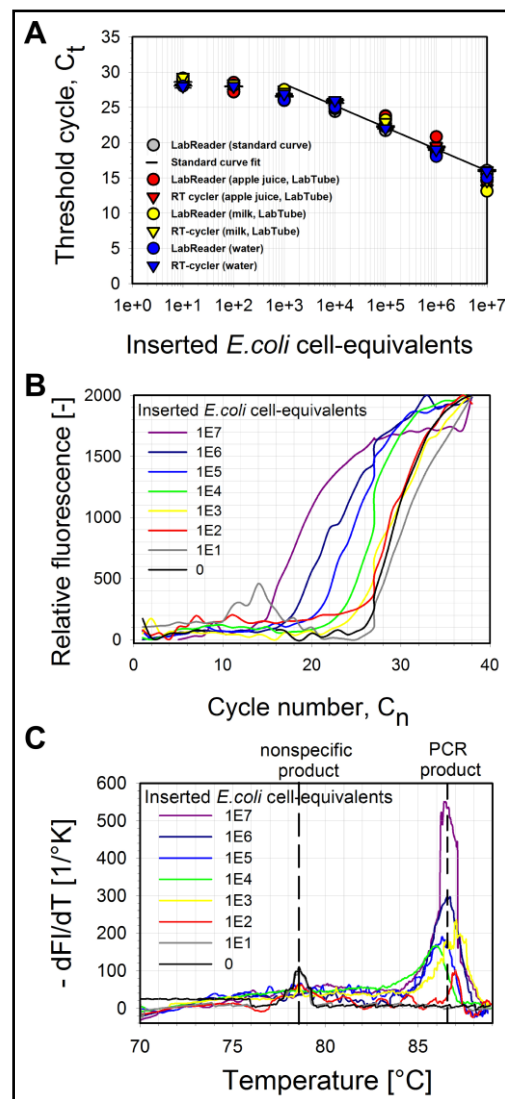 A
Threshold cycle, Ct
35
30
25
20
15
10
5
0
LabReader (standard curve)
Standard curve fit
LabReader (apple juice, LabTube)
RT cycler (apple juice, LabTube)
LabReader (milk, LabTube)
RT-cycler (milk, LabTube)
LabReader (water)
RT-cycler (water)
1e+0 1e+1 1e+2 1e+3 1e+4 1e+5 1e+6 1e+7
Inserted E.coli cell-equivalents
B
Relative fluorescence [-]
2000
1500
1000
500
0
Inserted E.coli cell-equivalents
1E7
1E6
1E5
1E4
1E3
1E2
1E1
0
0 10 20 30 40
Cycle number, Cn
C
nonspecific product
PCR product
- dFl/dT [1/°K]
600
500
400
300
200
100
0
Inserted E.coli cell-equivalents
1E7
1E6
1E5
1E4
1E3
1E2
1E1
0
70 75 80 85
Temperature [°C]